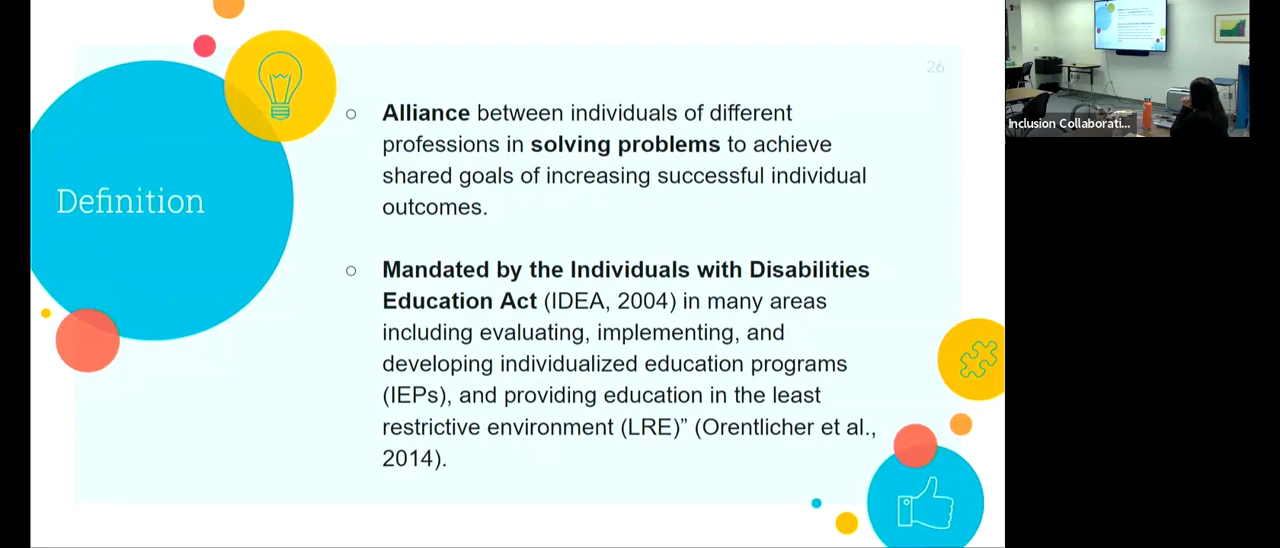 26
Definition
○ Alliance between individuals of different
professions in solving problems to achieve
shared goals of increasing successful individual
outcomes.
○ Mandated by the Individuals with Disabilities
Education Act (IDEA, 2004) in many areas
including evaluating, implementing, and
developing individualized education programs
(IEPs), and providing education in the least
restrictive environment (LRE)” (Orentlicher et al.,
2014).
Inclusion Collaborati...